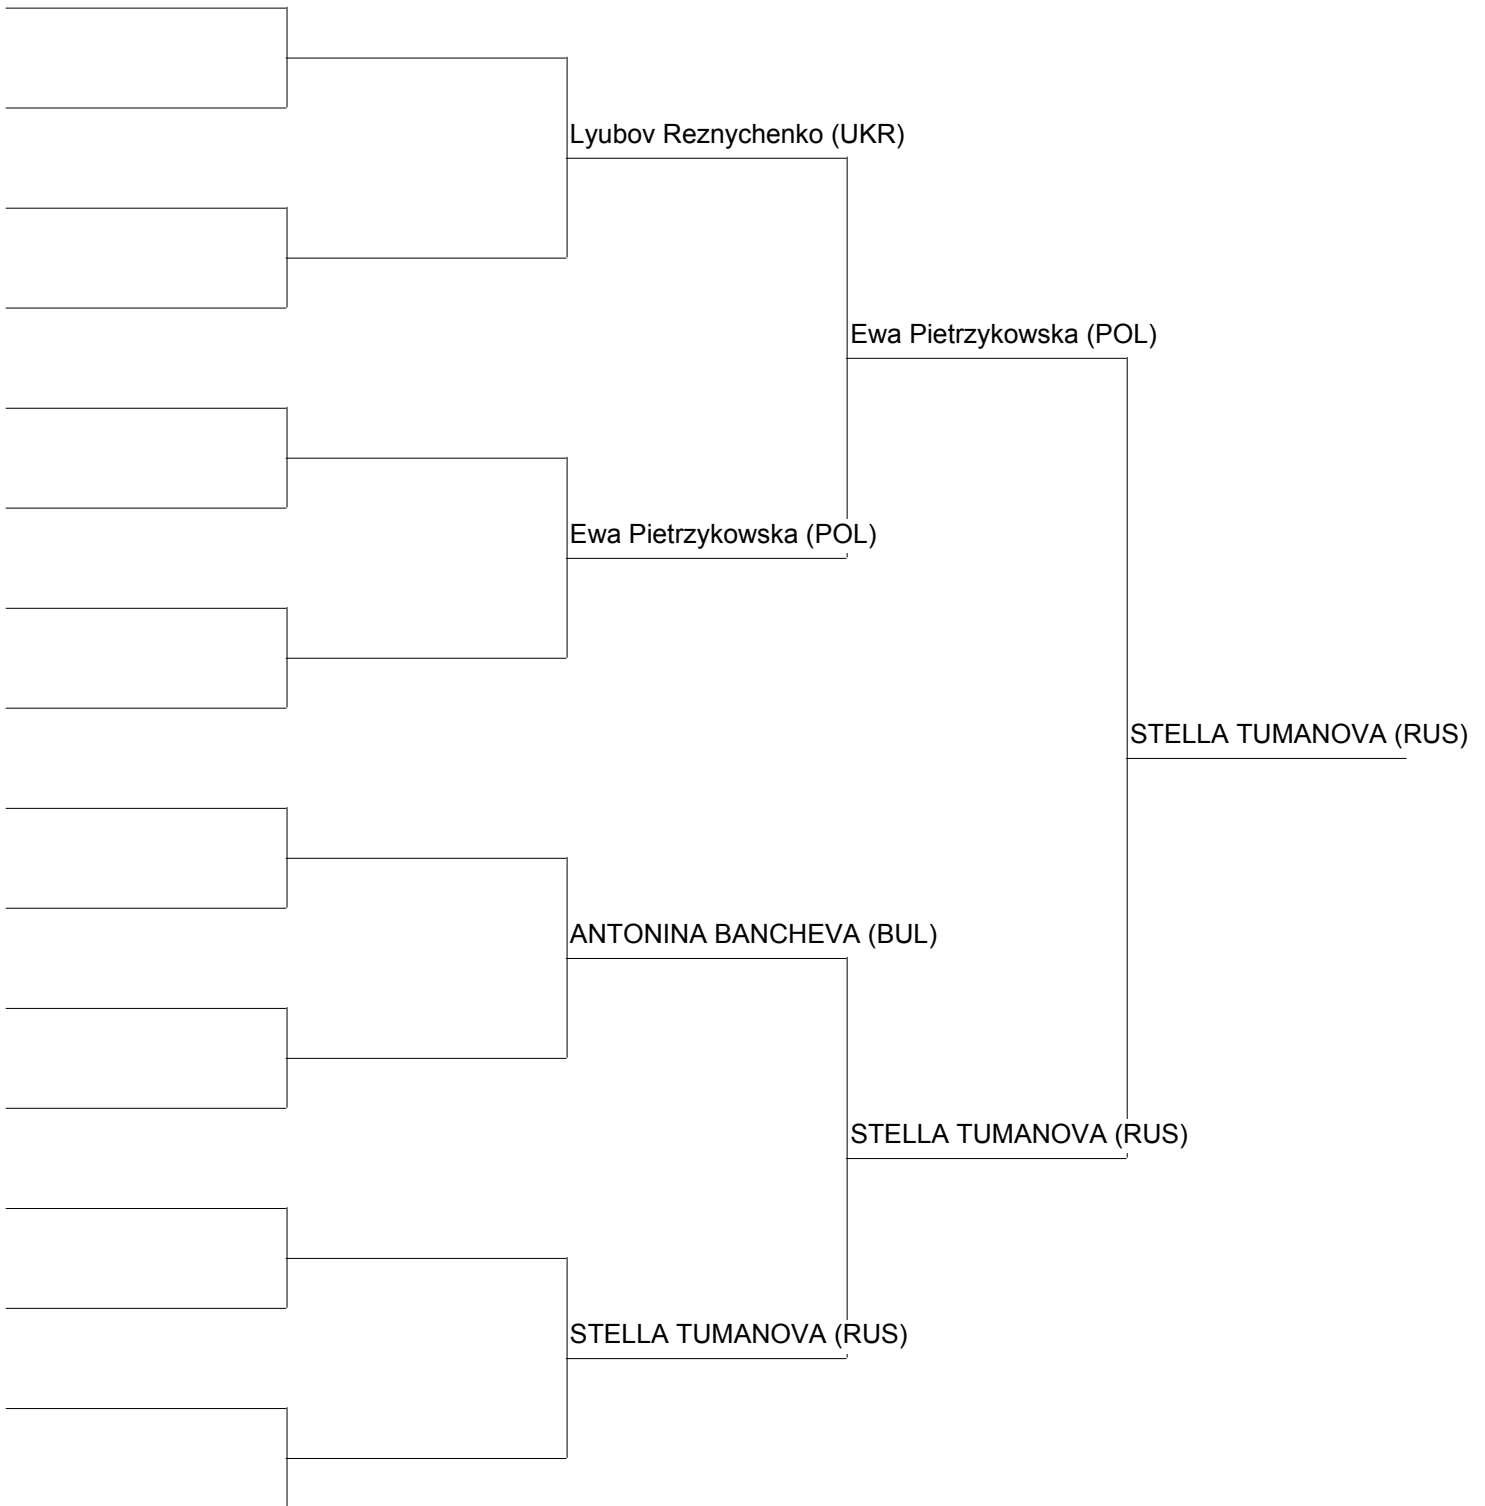 Lyubov Reznychenko (UKR)
Ewa Pietrzykowska (POL)
Ewa Pietrzykowska (POL)
STELLA TUMANOVA (RUS)
ANTONINA BANCHEVA (BUL)
STELLA TUMANOVA (RUS)
STELLA TUMANOVA (RUS)